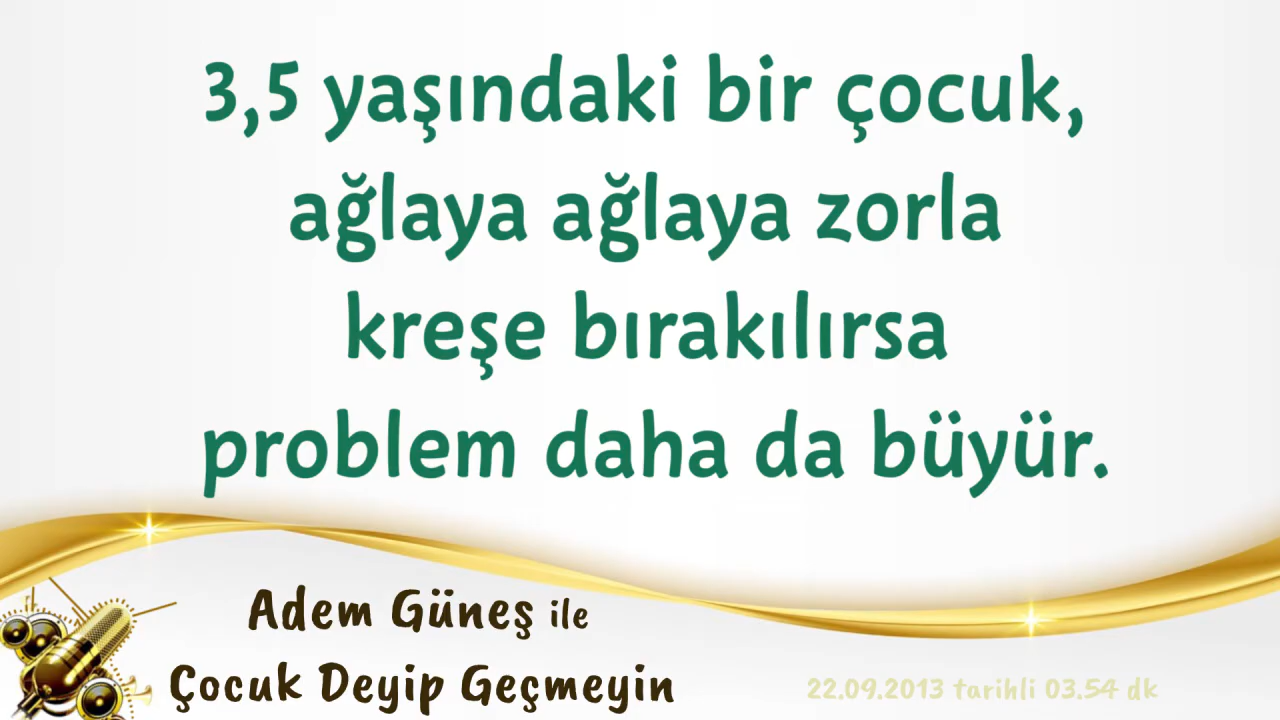 3,5 yaşındaki bir çocuk,
ağlaya ağlaya zorla
kreşe bırakılırsa
problem daha da büyür.
Adem Güneş ile
Çocuk Deyip Geçmeyin
22.09.2013 tarihli 03.54 dk